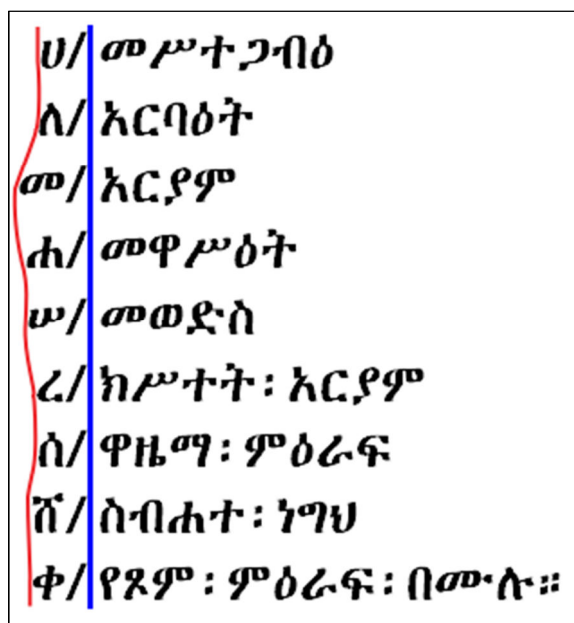 ሀ/ መሥተጋብዕ
ለ/ አርባዕት
መ/ አርያም
ሐ/ መዋሥዕት
ሠ/ መወድስ
ረ/ ክሥተት፡ አርያም
ሰ/ ዋዜማ፡ ምዕራፍ
ሸ/ ስብሐተ፡ ነግህ
ቀ/ የጾም፡ ምዕራፍ፡ በሙሉ።